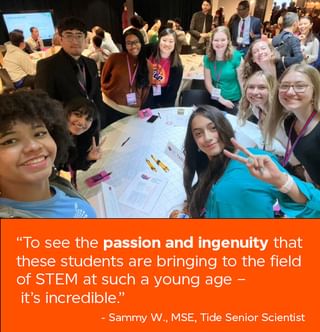 “To see the passion and ingenuity that
these students are bringing to the field
of STEM at such a young age –
it’s incredible.”
- Sammy W., MSE, Tide Senior Scientist